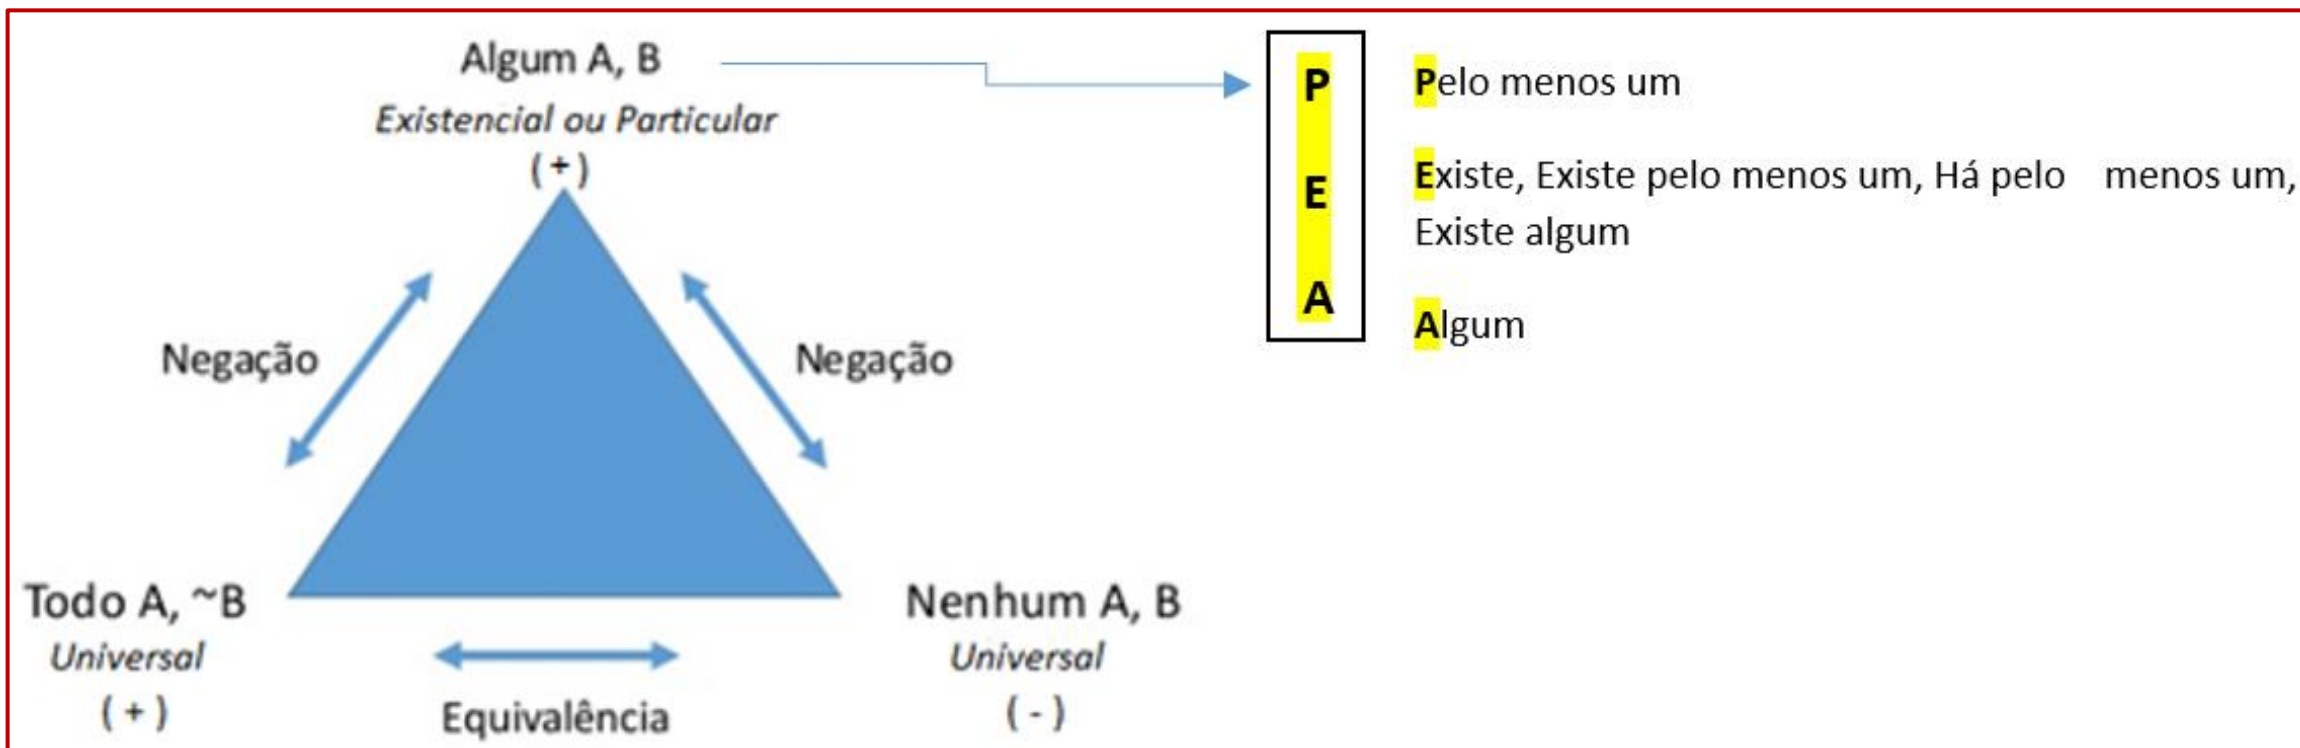 Algum A, B
Existencial ou Particular
( + )
Negação
Negação
Todo A, ~B
Universal
( + )
Equivalência
Nenhum A, B
Universal
( - )
P
E
A
Pelo menos um
Existe, Existe pelo menos um, Há pelo menos um,
Existe algum
Algum